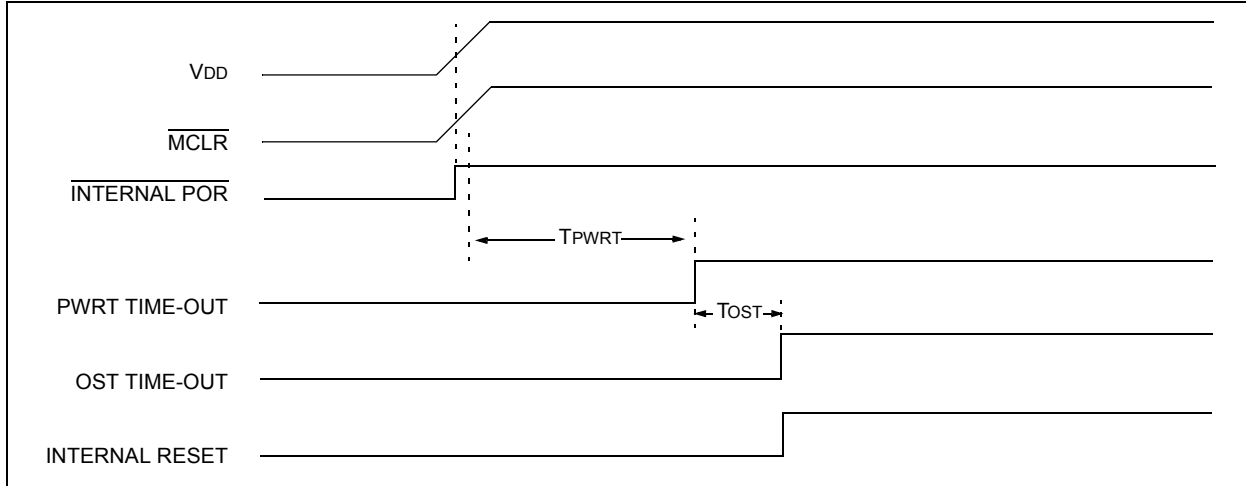 VDD
MCLR
INTERNAL POR
TPWRT
PWRT TIME-OUT
TOST
OST TIME-OUT
INTERNAL RESET